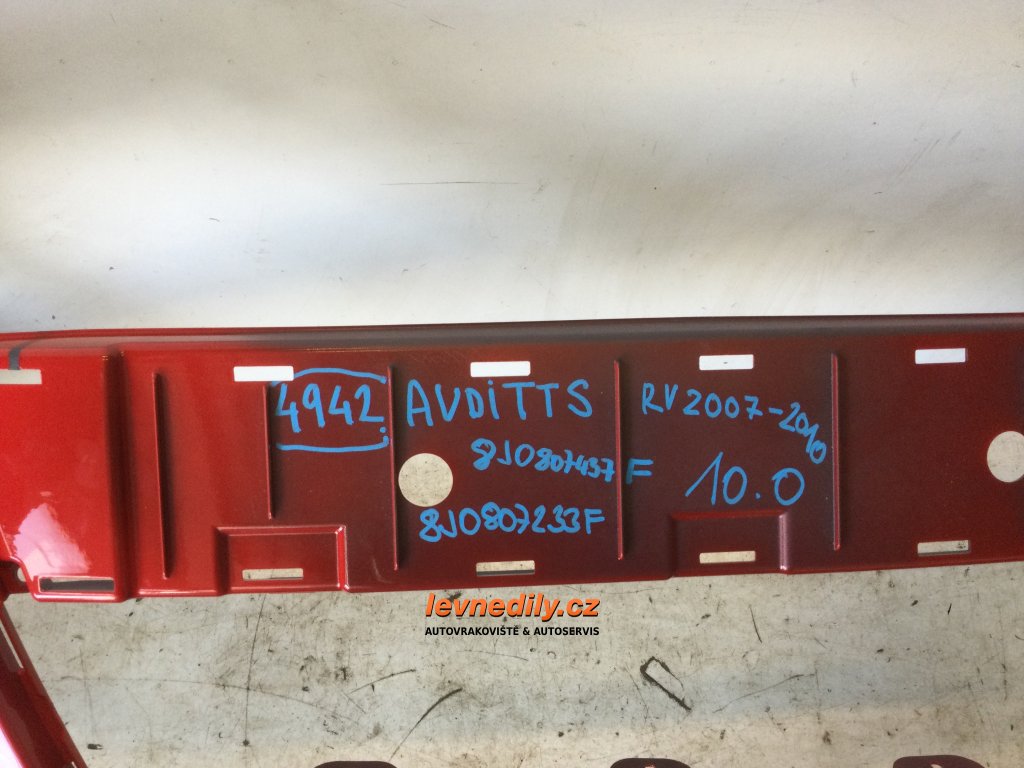 4942. AUDiTTS RV2007-2010
8J0807437F
10.0
8J0807233F
levnedily.cz
AUTOVRAKOVIŠTĚ & AUTOSERVIS